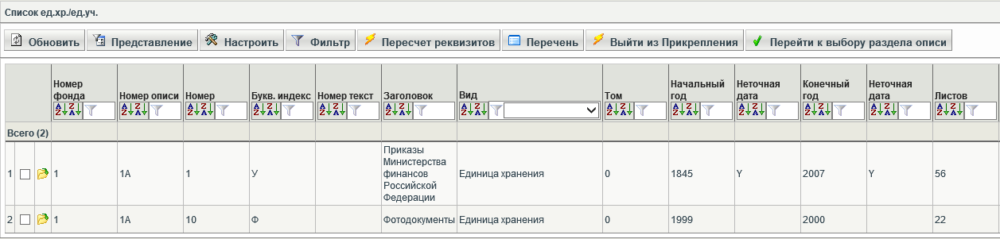 Список ед.хр./ед.уч.
Обновить Представление Настроить Фильтр Пересчет реквизитов Перечень Выйти из Прикрепления Перейти к выбору раздела описи
Номер фонда Номер описи Номер Букв. индекс Номер текст Заголовок Вид Том Начальный год Неточная дата Конечный год Неточная дата Листов
Всего (2)
1 1 1А 1 У Приказы Министерства финансов Российской Федерации Единица хранения 0 1845 Y 2007 Y 56
2 1 1А 10 Ф Фотодокументы Единица хранения 0 1999 2000 22